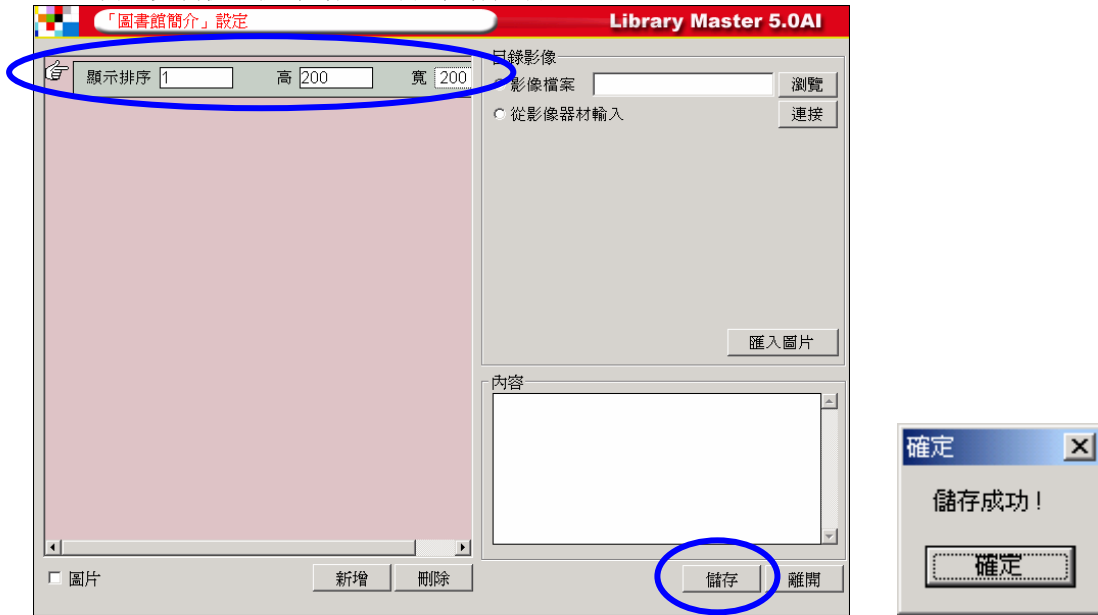 「圖書館簡介」設定
Library Master 5.0AI
顯示排序 1 高 200 寬 200
目錄影像
影像檔案 瀏覽
從影像器材輸入 連接
匯入圖片
內容
圖片 新增 刪除
儲存 離開
確定
儲存成功！
確定